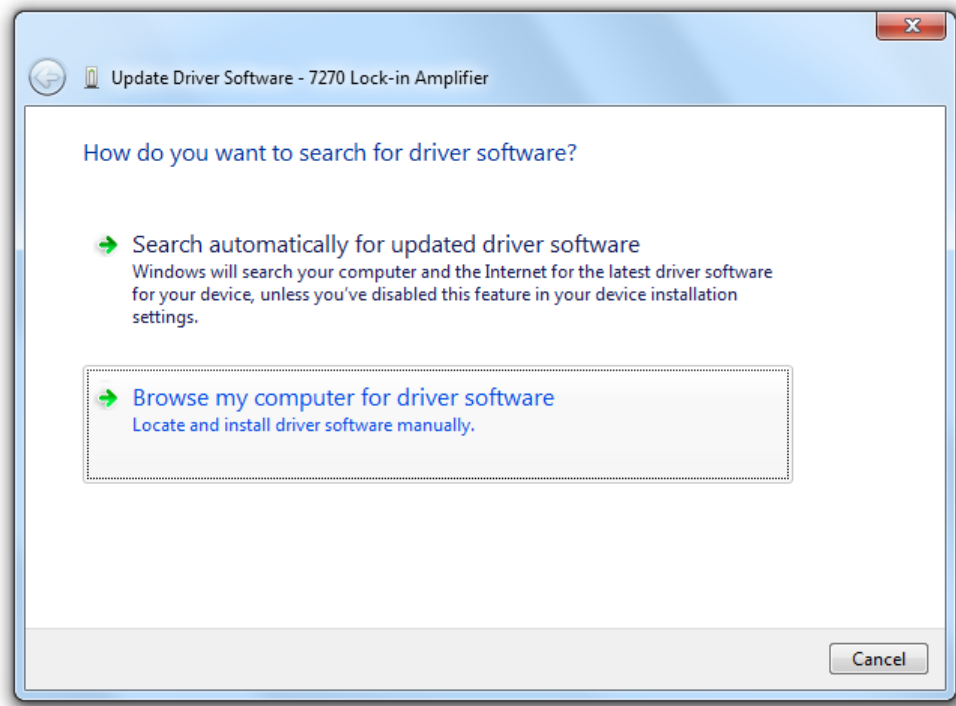 Update Driver Software - 7270 Lock-in Amplifier
How do you want to search for driver software?
Search automatically for updated driver software
Windows will search your computer and the Internet for the latest driver software
for your device, unless you've disabled this feature in your device installation
settings.
Browse my computer for driver software
Locate and install driver software manually.
Cancel